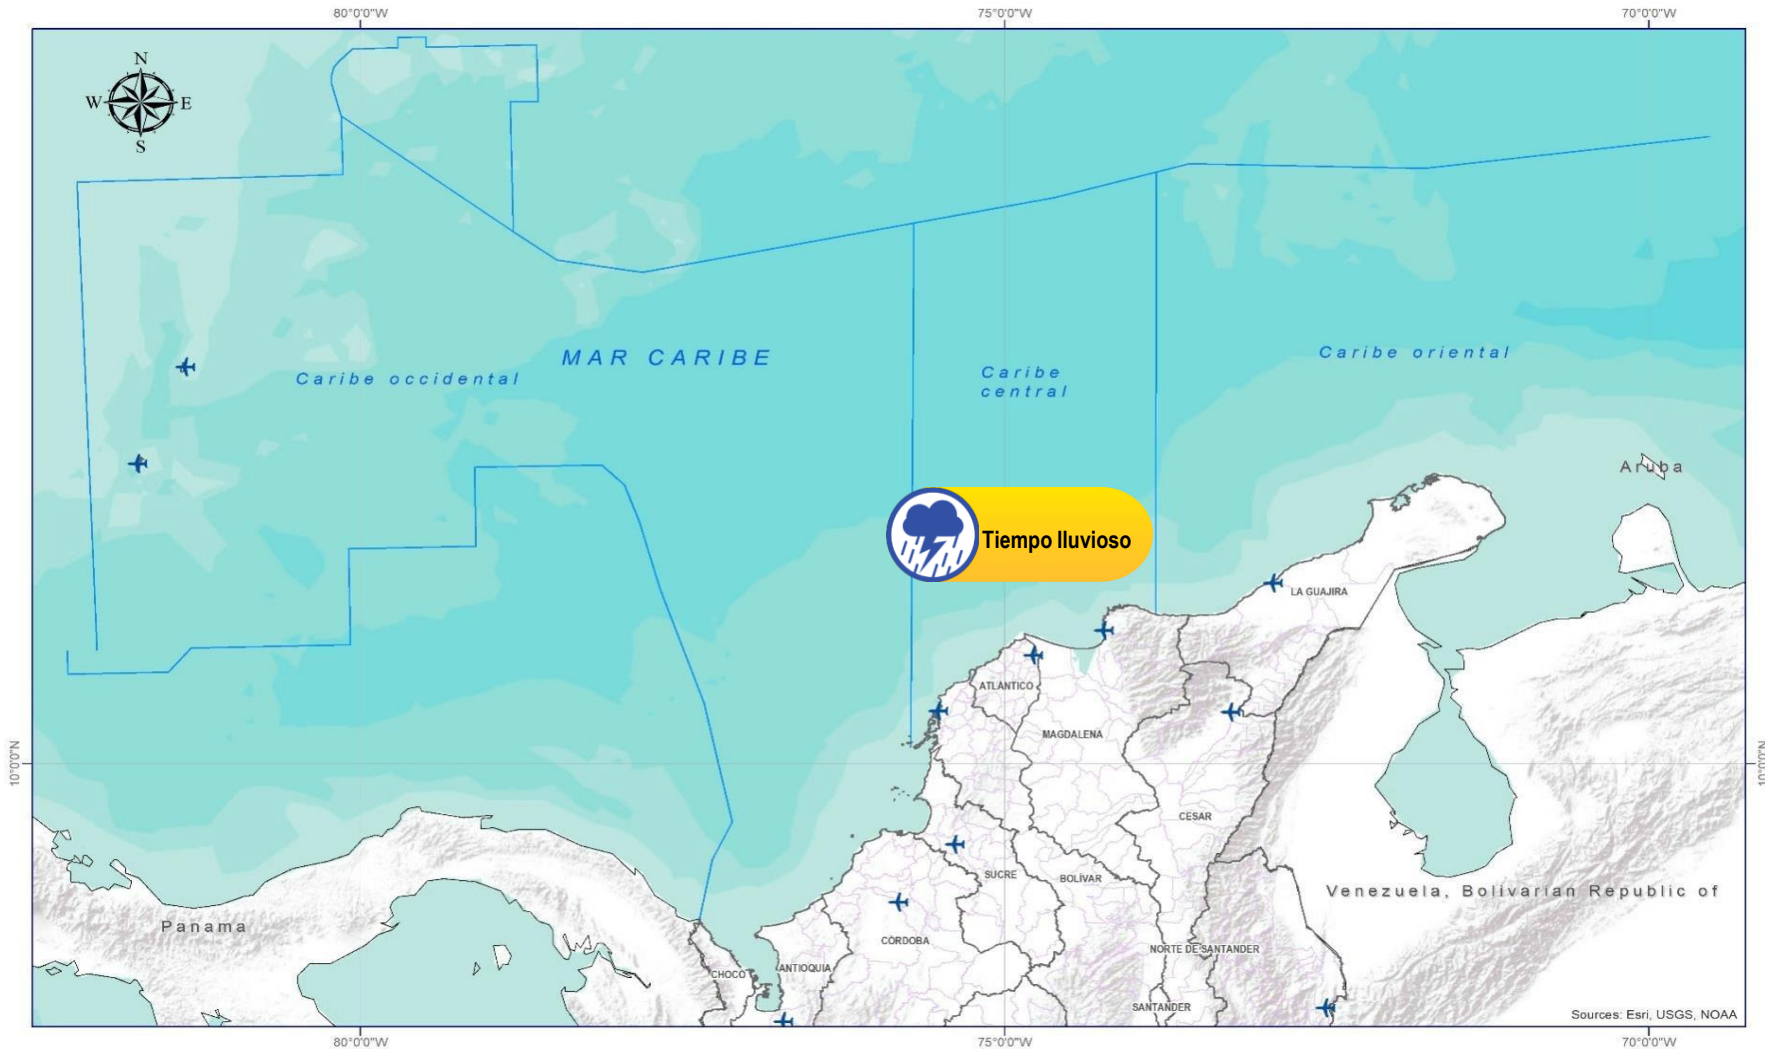 80°0'0"W
75°0'0"W
70°0'0"W
N
W
E
S
MAR CARIBE
Caribe occidental
Caribe
central
Caribe oriental
Aruba
Tiempo lluvioso
LA GUAJIRA
ATLANTICO
MAGDALENA
10°0'0"N
10°0'0"N
CESAR
SUCRE
BOLÍVAR
Venezuela, Bolivarian Republic of
Panama
CÓRDOBA
NORTE DE SANTANDER
CHOCO
ANTIOQUIA
SANTANDER
Sources: Esri, USGS, NOAA
80°0'0"W
75°0'0"W
70°0'0"W